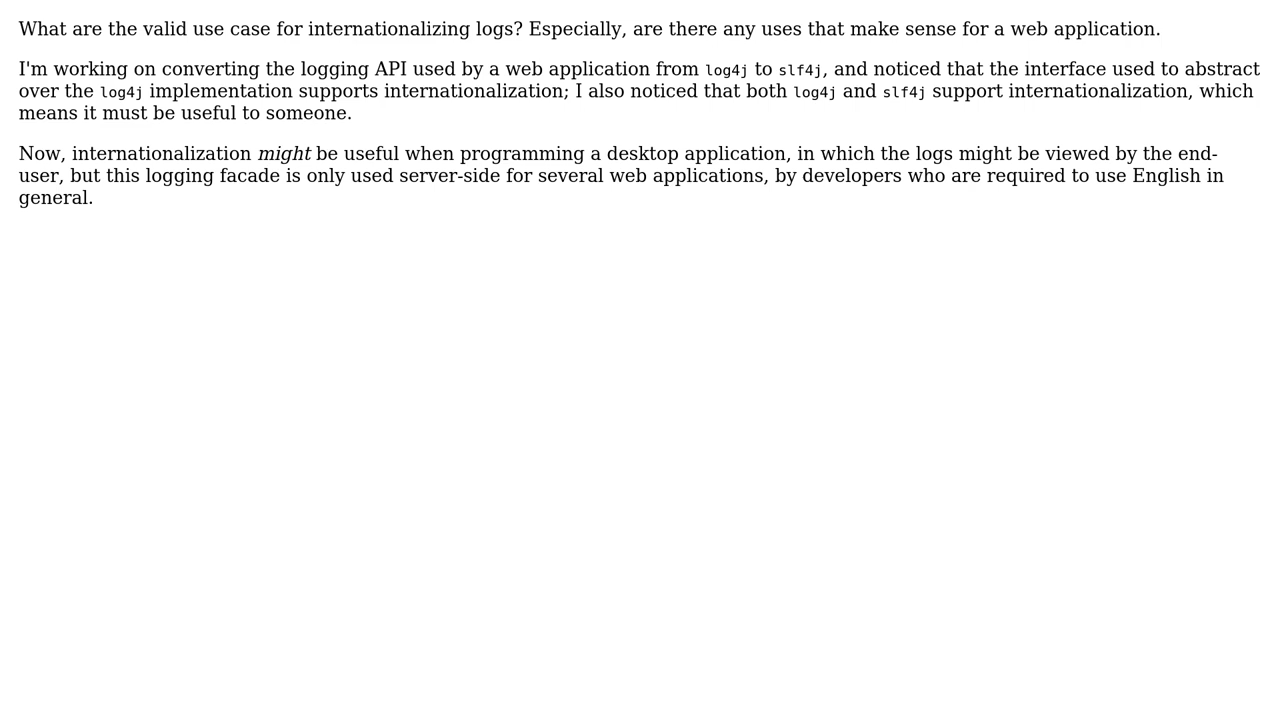 What are the valid use case for internationalizing logs? Especially, are there any uses that make sense for a web application.
I'm working on converting the logging API used by a web application from log4j to slf4j, and noticed that the interface used to abstract
over the log4j implementation supports internationalization; I also noticed that both log4j and slf4j support internationalization, which
means it must be useful to someone.
Now, internationalization might be useful when programming a desktop application, in which the logs might be viewed by the end-
user, but this logging facade is only used server-side for several web applications, by developers who are required to use English in
general.